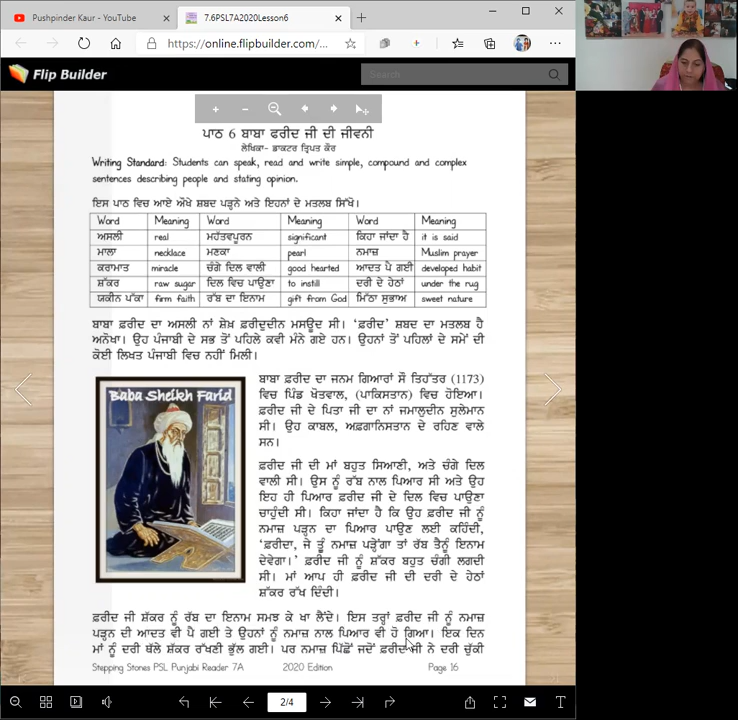 Pushpinder Kaur - YouTube
7.6PSL7A2020Lesson6
https://online.flipbuilder.com/...
Flip Builder
Search
ਪਾਠ 6 ਬਾਬਾ ਫਰੀਦ ਜੀ ਦੀ ਜੀਵਨੀ
ਲੇਖਿਕਾ- ਡਾਕਟਰ ਤ੍ਰਿਪਤ ਕੌਰ
Writing Standard: Students can speak, read and write simple, compound and complex
sentences describing people and stating opinion.
ਇਸ ਪਾਠ ਵਿਚ ਆਏ ਔਖੇ ਸ਼ਬਦ ਪੜ੍ਹਨੇ ਅਤੇ ਇਹਨਾਂ ਦੇ ਮਤਲਬ ਸਿੱਖੋ।
Word Meaning Word Meaning Word Meaning
ਅਸਲੀ real ਮਹੱਤਵਪੂਰਨ significant ਕਿਹਾ ਜਾਂਦਾ ਹੈ it is said
ਮਾਲਾ necklace ਮਣਕਾ pearl ਨਮਾਜ਼ Muslim prayer
ਕਰਾਮਾਤ miracle ਚੰਗੇ ਦਿਲ ਵਾਲੀ good hearted ਆਦਤ ਪੈ ਗਈ developed habit
ਸ਼ੱਕਰ raw sugar ਦਿਲ ਵਿਚ ਪਾਉਣਾ to instill ਦਰੀ ਦੇ ਹੇਠਾਂ under the rug
ਯਕੀਨ ਪੱਕਾ firm faith ਰੱਬ ਦਾ ਇਨਾਮ gift from God ਮਿੱਠਾ ਸੁਭਾਅ sweet nature
ਬਾਬਾ ਫ਼ਰੀਦ ਦਾ ਅਸਲੀ ਨਾਂ ਸ਼ੇਖ਼ ਫ਼ਰੀਦੁਦੀਨ ਮਸਊਦ ਸੀ। 'ਫ਼ਰੀਦ' ਸ਼ਬਦ ਦਾ ਮਤਲਬ ਹੈ
ਅਨੋਖਾ। ਉਹ ਪੰਜਾਬੀ ਦੇ ਸਭ ਤੋਂ ਪਹਿਲੇ ਕਵੀ ਮੰਨੇ ਗਏ ਹਨ। ਉਹਨਾਂ ਤੋਂ ਪਹਿਲਾਂ ਦੇ ਸਮੇਂ ਦੀ
ਕੋਈ ਲਿਖਤ ਪੰਜਾਬੀ ਵਿਚ ਨਹੀਂ ਮਿਲੀ।
Baba Sheikh Farid
ਬਾਬਾ ਫ਼ਰੀਦ ਦਾ ਜਨਮ ਗਿਆਰਾਂ ਸੌ ਤਿਹੱਤਰ (1173)
ਵਿਚ ਪਿੰਡ ਖੋਤਵਾਲ, (ਪਾਕਿਸਤਾਨ) ਵਿਚ ਹੋਇਆ।
ਫ਼ਰੀਦ ਜੀ ਦੇ ਪਿਤਾ ਜੀ ਦਾ ਨਾਂ ਜਮਾਲੁਦੀਨ ਸੁਲੇਮਾਨ
ਸੀ। ਉਹ ਕਾਬਲ, ਅਫ਼ਗਾਨਿਸਤਾਨ ਦੇ ਰਹਿਣ ਵਾਲੇ
ਸਨ।
ਫ਼ਰੀਦ ਜੀ ਦੀ ਮਾਂ ਬਹੁਤ ਸਿਆਣੀ, ਅਤੇ ਚੰਗੇ ਦਿਲ
ਵਾਲੀ ਸੀ। ਉਸ ਨੂੰ ਰੱਬ ਨਾਲ ਪਿਆਰ ਸੀ ਅਤੇ ਉਹ
ਇਹ ਹੀ ਪਿਆਰ ਫ਼ਰੀਦ ਜੀ ਦੇ ਦਿਲ ਵਿਚ ਪਾਉਣਾ
ਚਾਹੁੰਦੀ ਸੀ। ਕਿਹਾ ਜਾਂਦਾ ਹੈ ਕਿ ਉਹ ਫ਼ਰੀਦ ਜੀ ਨੂੰ
ਨਮਾਜ਼ ਪੜ੍ਹਨ ਦਾ ਪਿਆਰ ਪਾਉਣ ਲਈ ਕਹਿੰਦੀ,
'ਫ਼ਰੀਦਾ, ਜੇ ਤੂੰ ਨਮਾਜ਼ ਪੜ੍ਹੇਂਗਾ ਤਾਂ ਰੱਬ ਤੈਨੂੰ ਇਨਾਮ
ਦੇਵੇਗਾ।' ਫ਼ਰੀਦ ਜੀ ਨੂੰ ਸ਼ੱਕਰ ਬਹੁਤ ਚੰਗੀ ਲਗਦੀ
ਸੀ। ਮਾਂ ਆਪ ਹੀ ਫ਼ਰੀਦ ਜੀ ਦੀ ਦਰੀ ਦੇ ਹੇਠਾਂ
ਸ਼ੱਕਰ ਰੱਖ ਦਿੰਦੀ।
ਫ਼ਰੀਦ ਜੀ ਸ਼ੱਕਰ ਨੂੰ ਰੱਬ ਦਾ ਇਨਾਮ ਸਮਝ ਕੇ ਖਾ ਲੈਂਦੇ। ਇਸ ਤਰ੍ਹਾਂ ਫ਼ਰੀਦ ਜੀ ਨੂੰ ਨਮਾਜ਼
ਪੜ੍ਹਨ ਦੀ ਆਦਤ ਵੀ ਪੈ ਗਈ ਤੇ ਉਹਨਾਂ ਨੂੰ ਨਮਾਜ਼ ਨਾਲ ਪਿਆਰ ਵੀ ਹੋ ਗਿਆ। ਇਕ ਦਿਨ
ਮਾਂ ਨੂੰ ਦਰੀ ਥੱਲੇ ਸ਼ੱਕਰ ਰੱਖਣੀ ਭੁੱਲ ਗਈ। ਪਰ ਨਮਾਜ਼ ਪਿੱਛੋਂ ਜਦੋਂ ਫ਼ਰੀਦ ਜੀ ਨੇ ਦਰੀ ਚੁੱਕੀ
Stepping Stones PSL Punjabi Reader 7A 2020 Edition Page 16
2/4